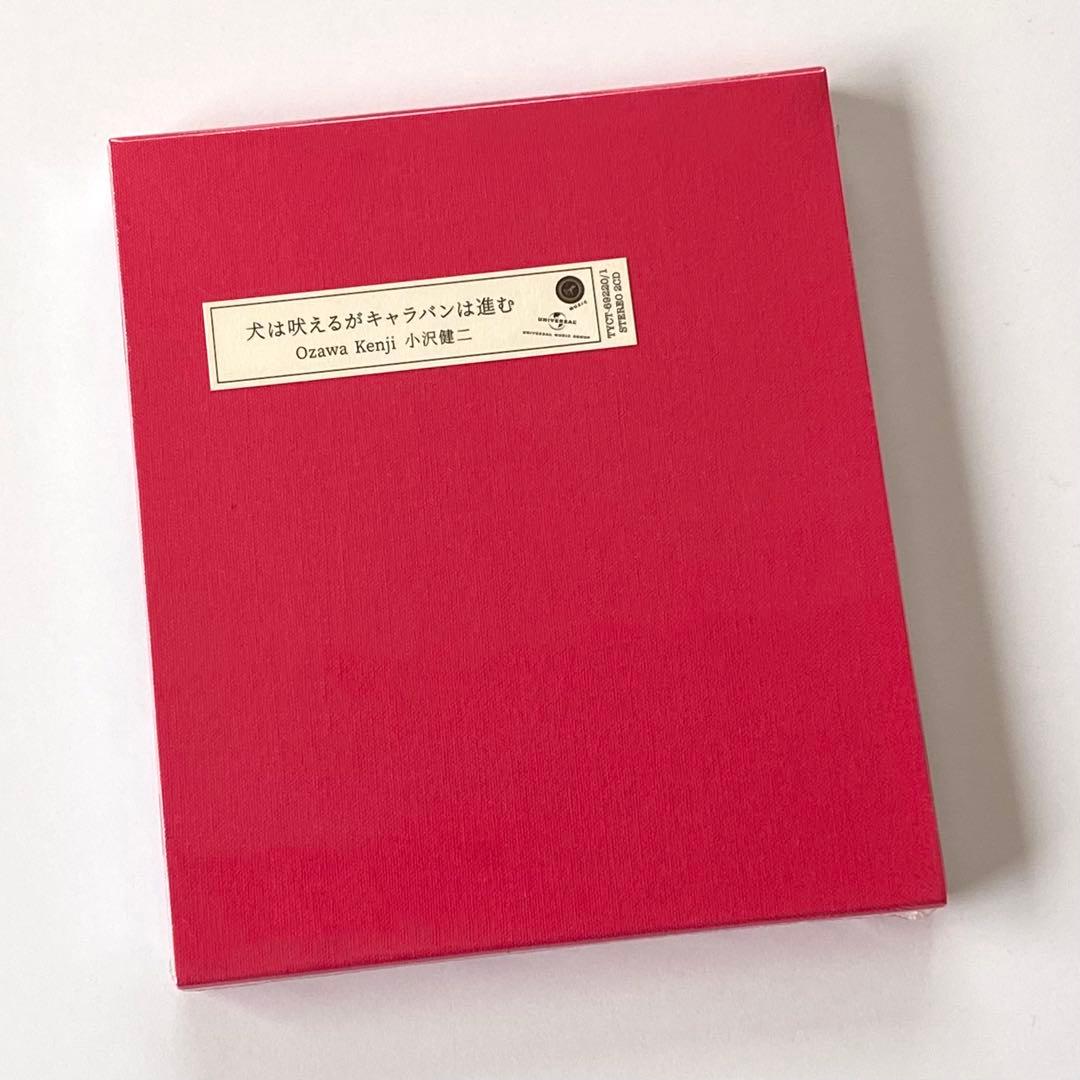 犬は吠えるがキャラバンは進む
Ozawa Kenji 小沢健二
MUSIC
UNIVERSAL
TYCT-69220/1
STEREO 2CD